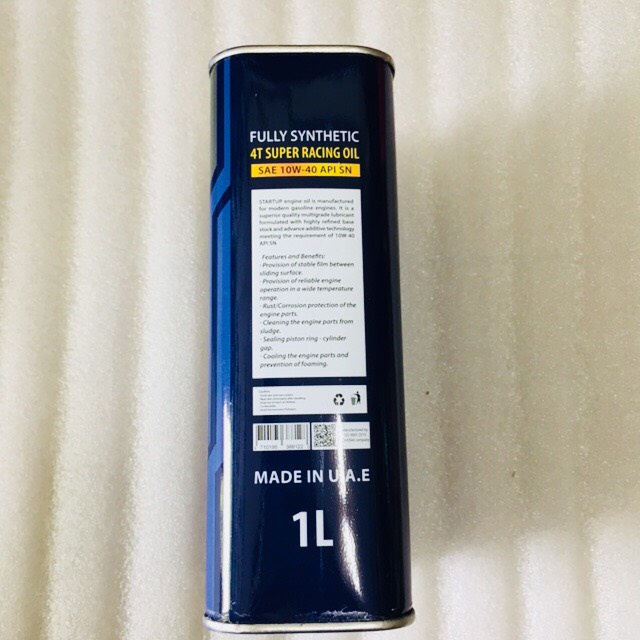 FULLY SYNTHETIC
4T SUPER RACING OIL
SAE 10W-40 API SN
STARTUP engine oil is manufactured
for modern gasoline engines. It is a
superior quality multigrade lubricant
formulated with highly refined base
stock and advance additive technology
meeting the requirement of 10W-40
API.SN
Features and Benefits:
· Provision of stable film between
sliding surface.
· Provision of reliable engine
operation in a wide temperature
range.
· Rust/Corrosion protection of the
engine parts.
· Cleaning the engine parts from
sludge.
· Sealing piston ring - cylinder
gap.
· Cooling the engine parts and
prevention of foaming.
MADE IN U.A.E
1L